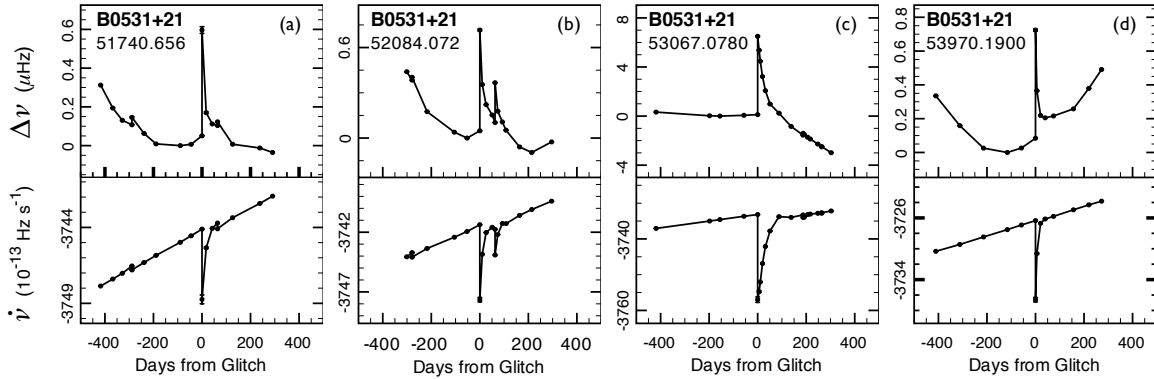 B0531+21 (a)
51740.656
B0531+21 (b)
52084.072
B0531+21 (c)
53067.0780
B0531+21 (d)
53970.1900
Δν (μHz)
0 0.2 0.4 0.6
0 0.6
-4 0 4 8
0 0.2 0.4 0.6 0.8
ν̇ (10⁻¹³ Hz s⁻¹)
-3749 -3744
-3747 -3742
-3760 -3740
-3734 -3726
-400 -200 0 200 400
-400 -200 0 200 400
-400 -200 0 200 400
-400 -200 0 200 400
Days from Glitch
Days from Glitch
Days from Glitch
Days from Glitch